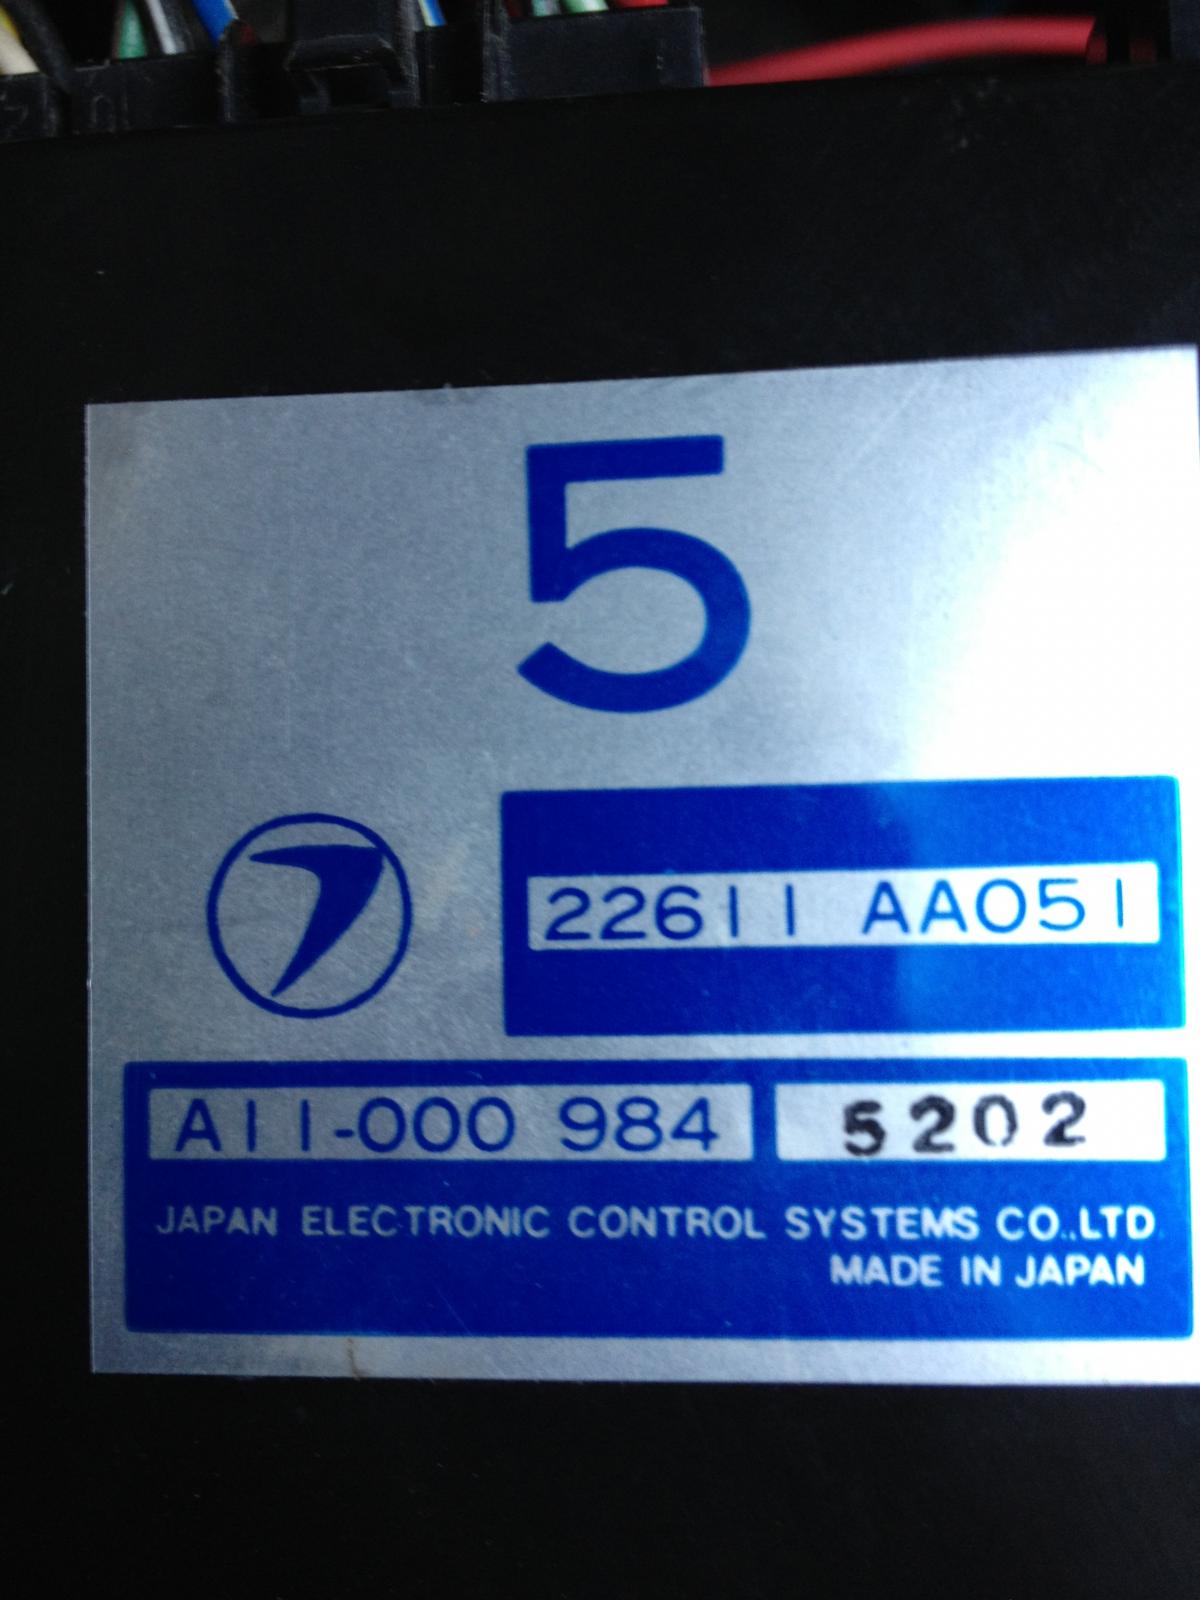 5
22611 AA051
A11-000 984 5202
JAPAN ELECTRONIC CONTROL SYSTEMS CO.,LTD
MADE IN JAPAN